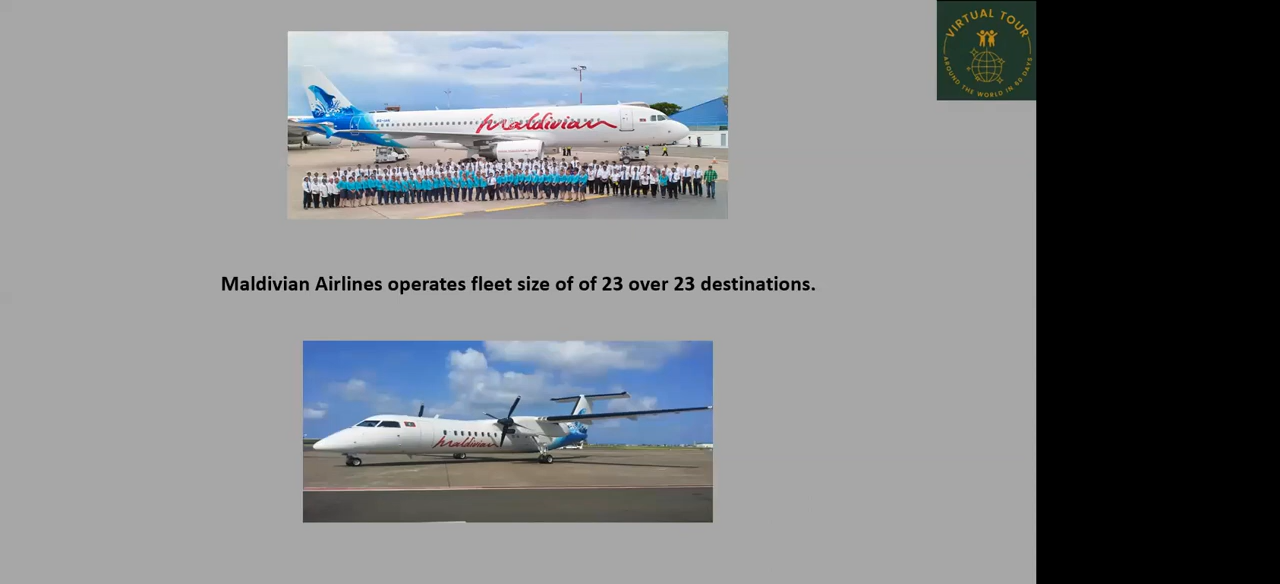 VIRTUAL TOUR
AROUND THE WORLD IN 40 DAYS
Maldivian
Maldivian Airlines operates fleet size of of 23 over 23 destinations.
Maldivian